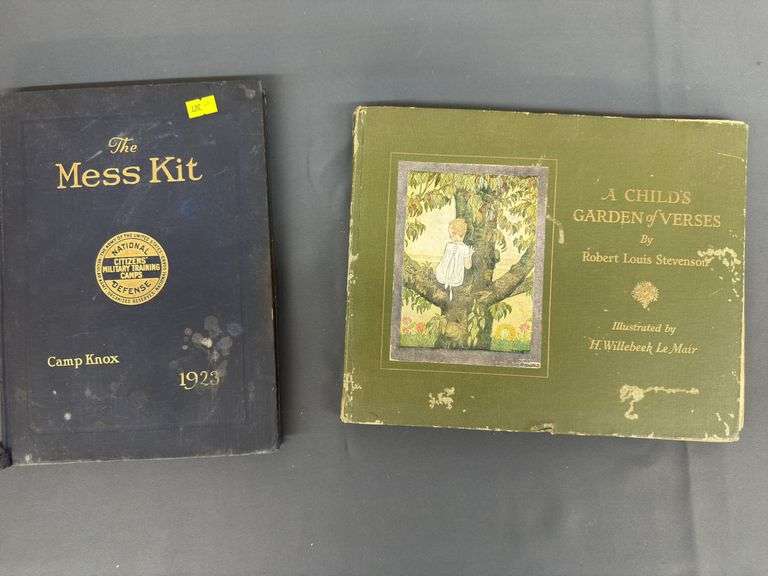 The
Mess Kit
NATIONAL
CITIZENS'
MILITARY TRAINING
CAMPS
DEFENSE
Camp Knox
1923
A CHILD'S
GARDEN of VERSES
By
Robert Louis Stevenson
Illustrated by
H. Willebeek Le Mair